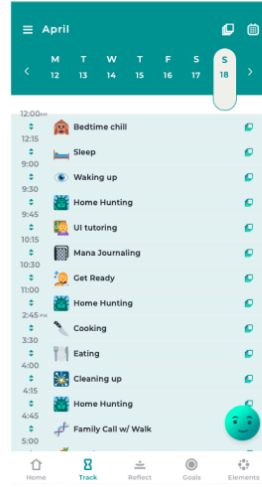 April
M T W T F S S
12 13 14 15 16 17 18
12:00
Bedtime chill
12:15
Sleep
9:00
Waking up
9:30
Home Hunting
9:45
UI tutoring
10:15
Mana Journaling
10:30
Get Ready
11:00
Home Hunting
2:45
Cooking
3:30
Eating
4:00
Cleaning up
4:15
Home Hunting
4:45
Family Call w/ Walk
5:00
Home Track Reflect Goals Elements